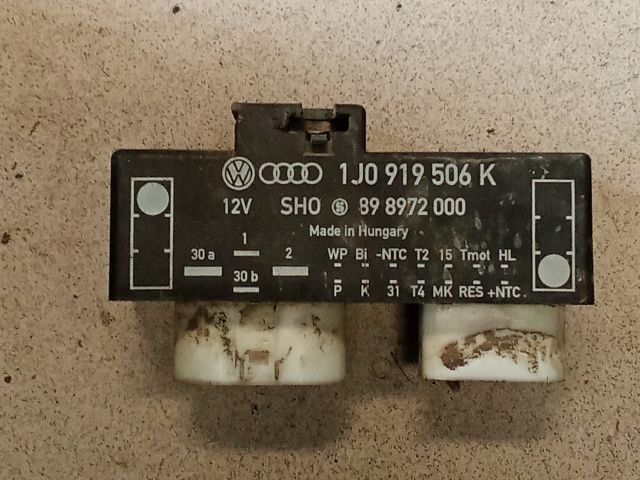 1J0 919 506 K
12V SHO 89 8972 000
Made in Hungary
30 a 1 2 WP Bi -NTC T2 15 Tmot HL
30 b P K 31 T4 MK RES +NTC